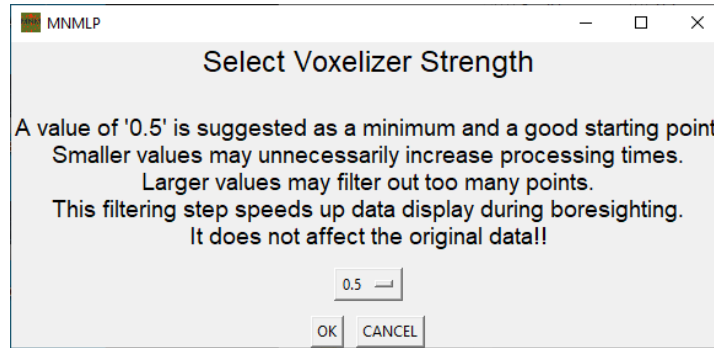 MNMLP
Select Voxelizer Strength
A value of '0.5' is suggested as a minimum and a good starting point
Smaller values may unnecessarily increase processing times.
Larger values may filter out too many points.
This filtering step speeds up data display during boresighting.
It does not affect the original data!!
0.5
OK CANCEL